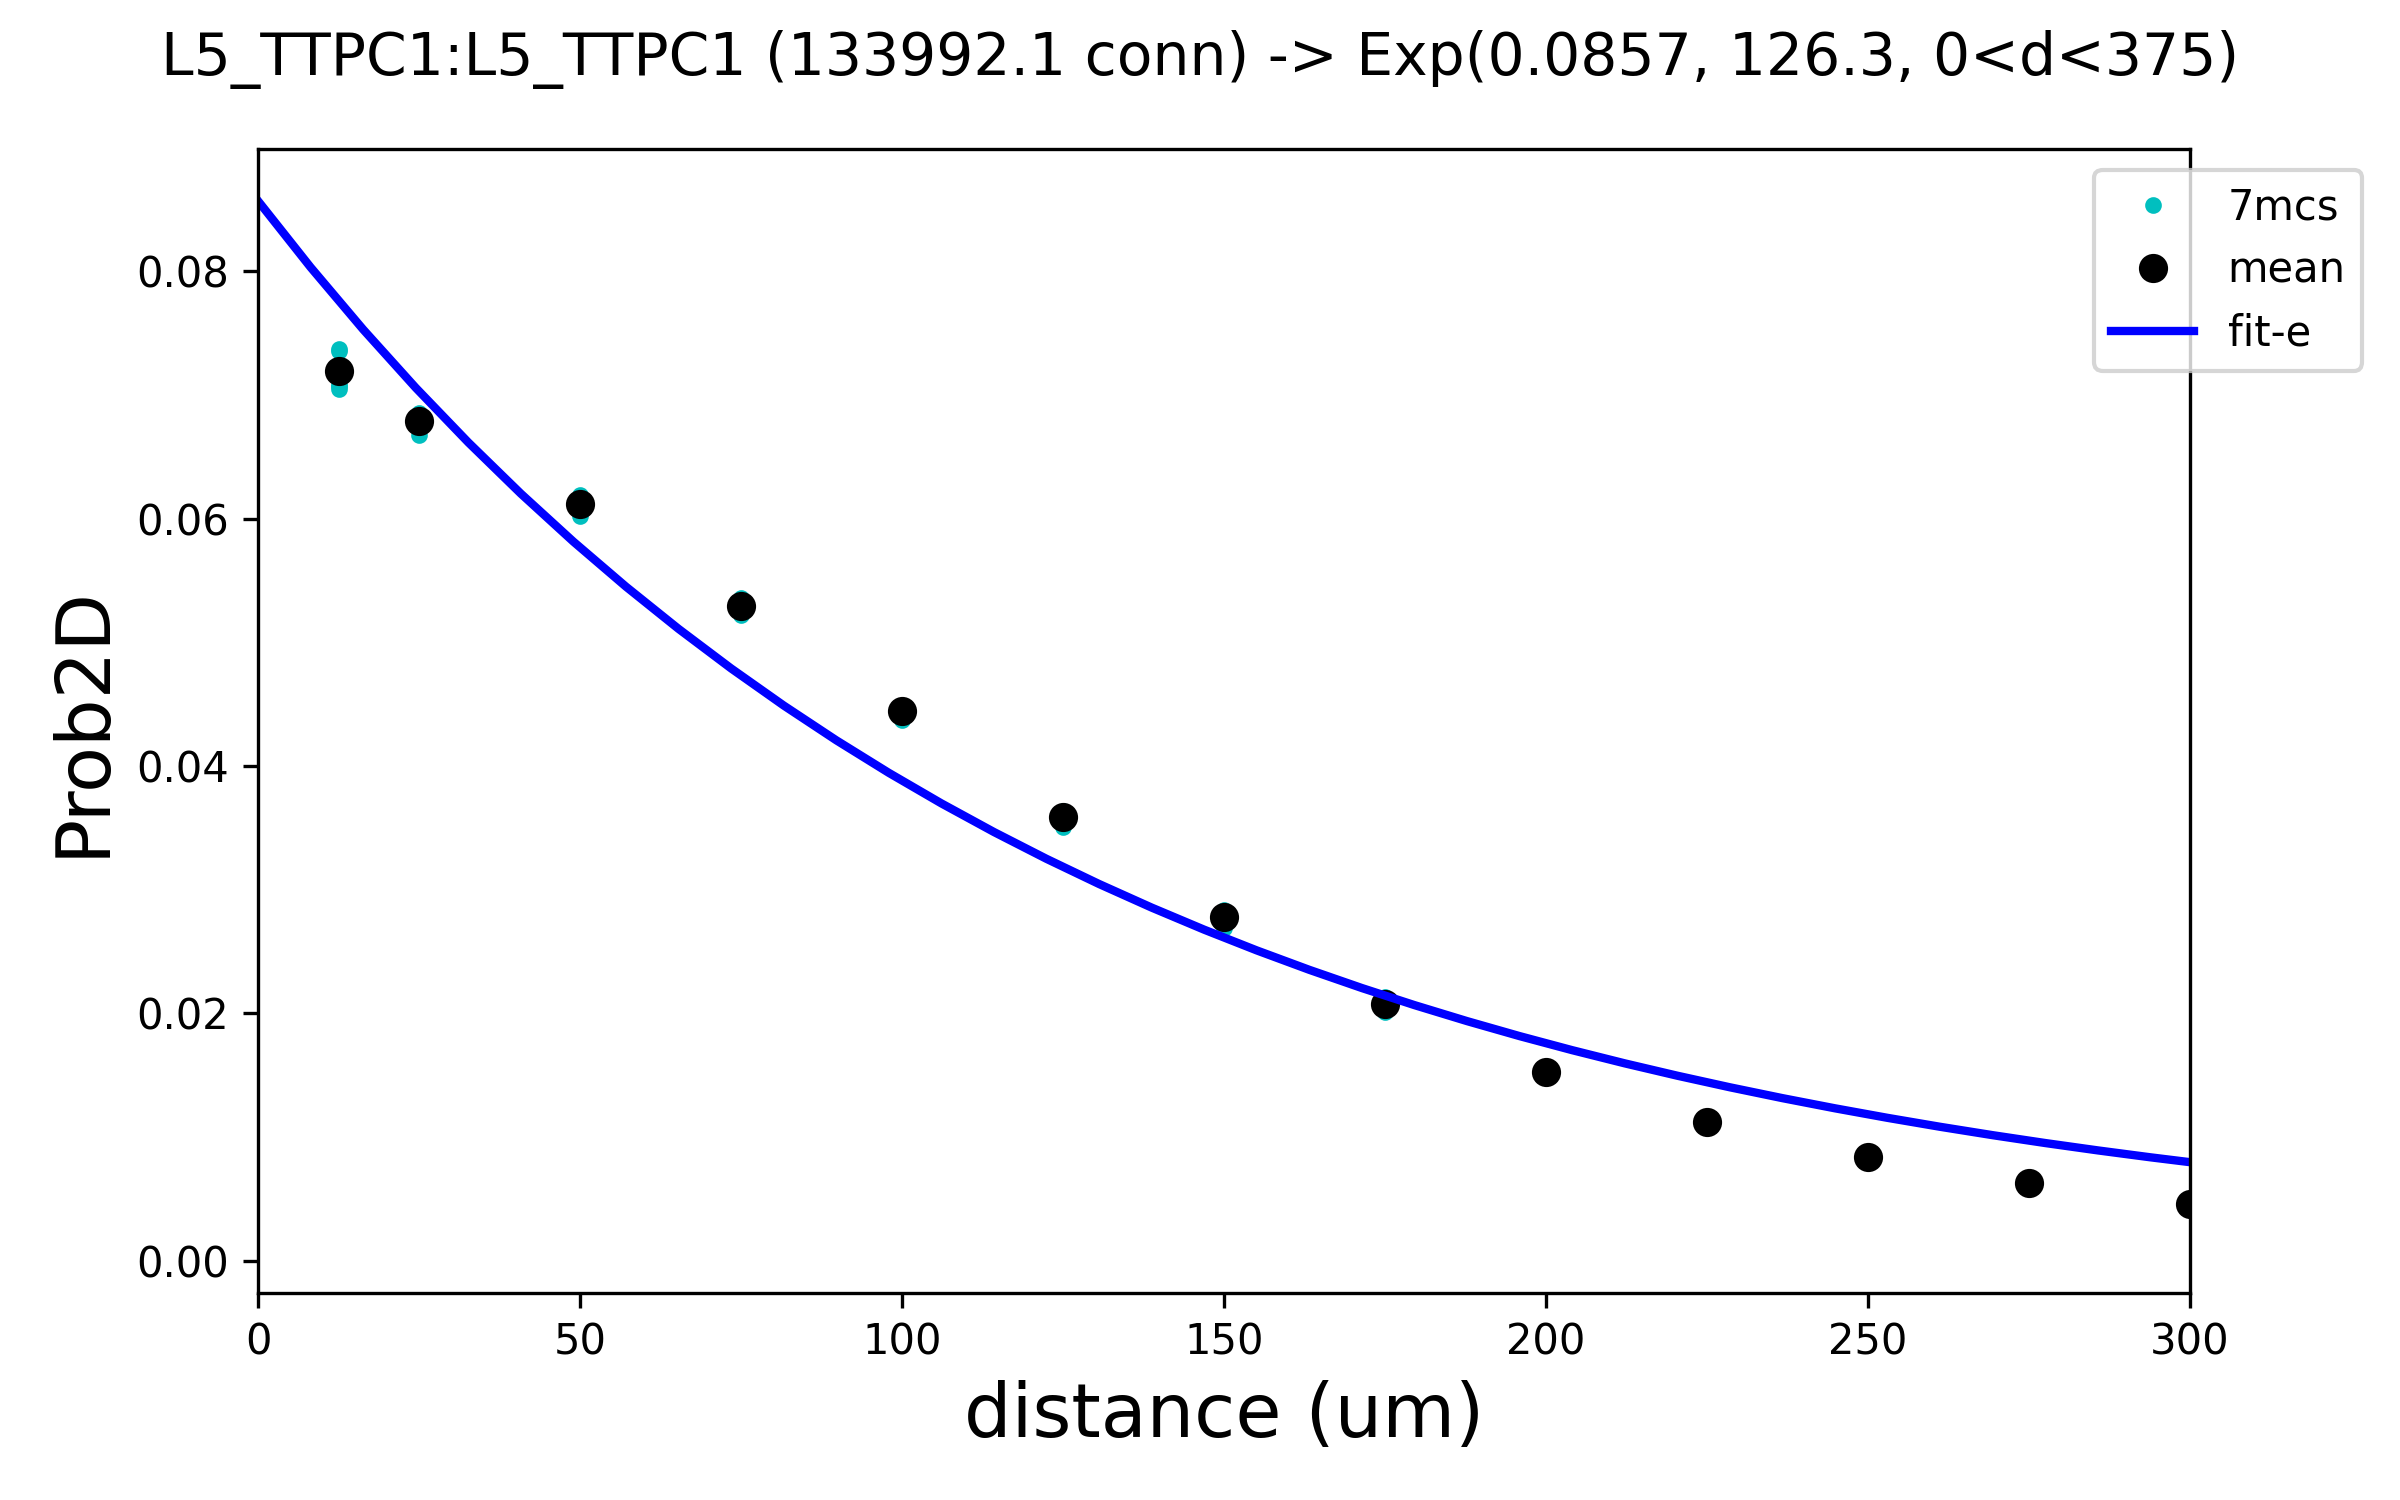 L5_TTPC1:L5_TTPC1 (133992.1 conn) -> Exp(0.0857, 126.3, 0<d<375)
7mcs
mean
fit-e
Prob2D
0.08
0.06
0.04
0.02
0.00
0 50 100 150 200 250 300
distance (um)